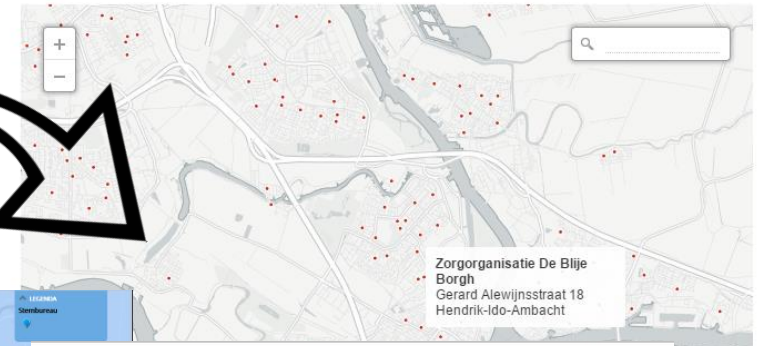 +
−
Zorgorganisatie De Blije
Borgh
Gerard Alewijnsstraat 18
Hendrik-Ido-Ambacht
LEGENDA
Stembureau